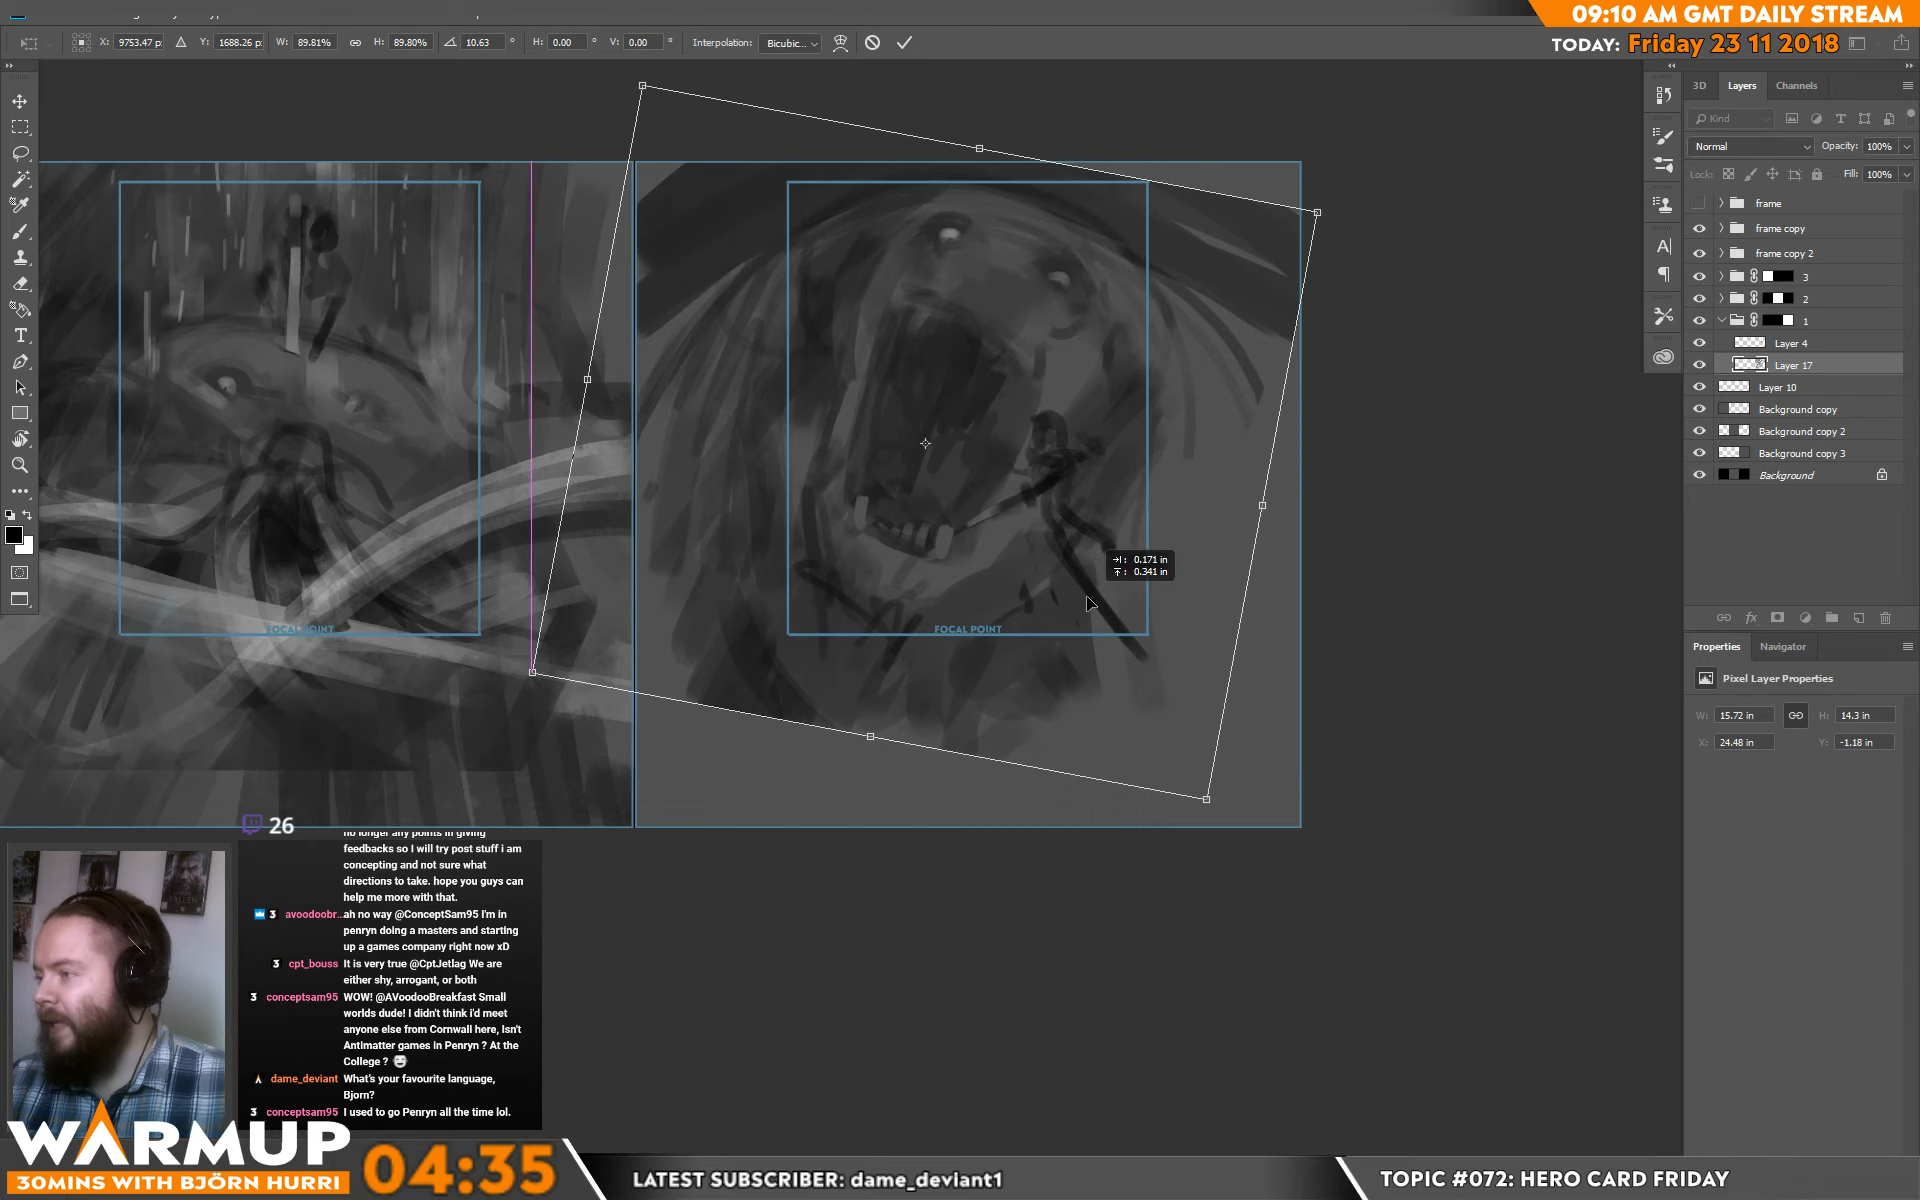 09:10 AM GMT DAILY STREAM
TODAY: Friday 23 11 2018
X: 9753.47 p: Y: 1688.26 p: W: 89.81% H: 89.80% 10.63 ° H: 0.00 ° V: 0.00 ° Interpolation: Bicubic...
3D Layers Channels
Kind
Normal Opacity: 100%
Lock: Fill: 100%
frame
frame copy
frame copy 2
3
2
1
Layer 4
Layer 17
Layer 10
Background copy
Background copy 2
Background copy 3
Background
Properties Navigator
Pixel Layer Properties
W: 15.72 in H: 14.3 in
X: 24.48 in Y: -1.18 in
0.171 in
0.341 in
FOCAL POINT
FOCAL POINT
26
no longer any points in giving
feedbacks so I will try post stuff i am
concepting and not sure what
directions to take. hope you guys can
help me more with that.
3 avoodoobr... ah no way @ConceptSam95 I'm in
penryn doing a masters and starting
up a games company right now xD
3 cpt_bouss It is very true @CptJetlag We are
either shy, arrogant, or both
3 conceptsam95 WOW! @AVoodooBreakfast Small
worlds dude! I didn't think i'd meet
anyone else from Cornwall here, Isn't
Antimatter games in Penryn ? At the
College ?
dame_deviant What's your favourite language,
Bjorn?
3 conceptsam95 I used to go Penryn all the time lol.
WARMUP
30MINS WITH BJÖRN HURRI
04:35
LATEST SUBSCRIBER: dame_deviant1
TOPIC #072: HERO CARD FRIDAY